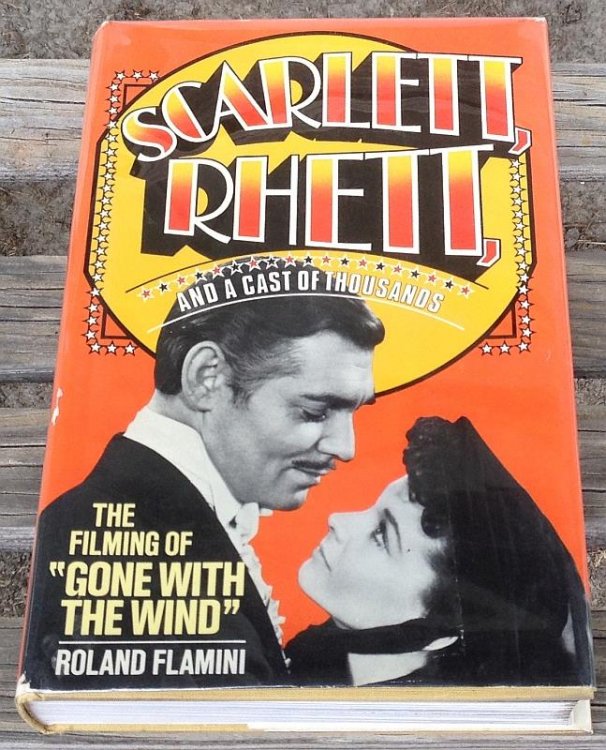 SCARLETT,
RHETT,
AND A CAST OF THOUSANDS
THE
FILMING OF
"GONE WITH
THE WIND"
ROLAND FLAMINI